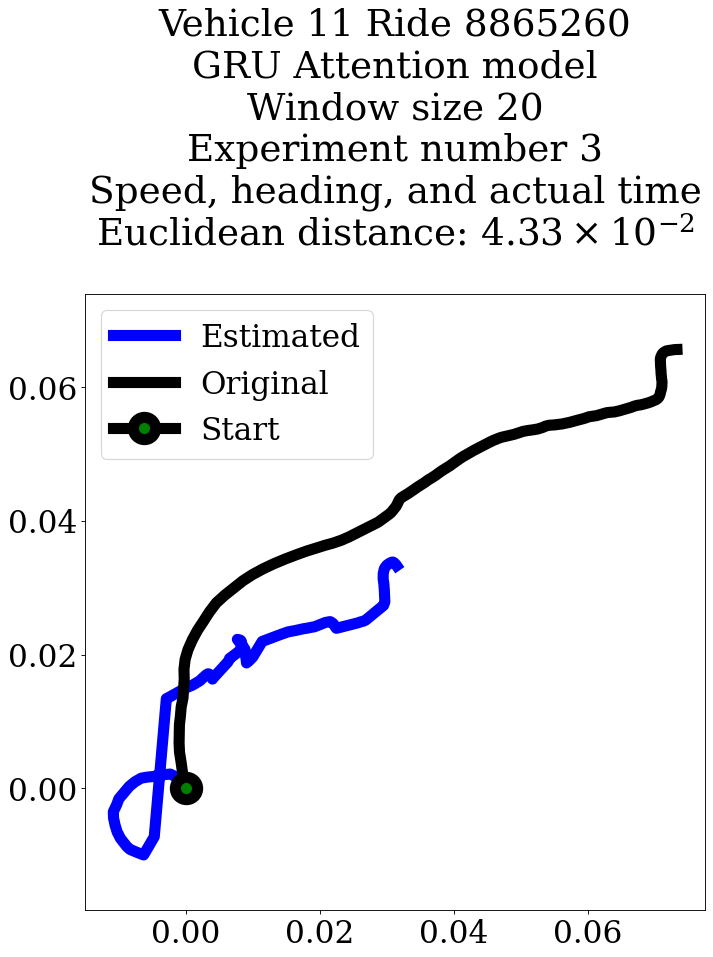 Vehicle 11 Ride 8865260
GRU Attention model
Window size 20
Experiment number 3
Speed, heading, and actual time
Euclidean distance: 4.33 × 10⁻²
Estimated
Original
Start
0.06
0.04
0.02
0.00
0.00 0.02 0.04 0.06